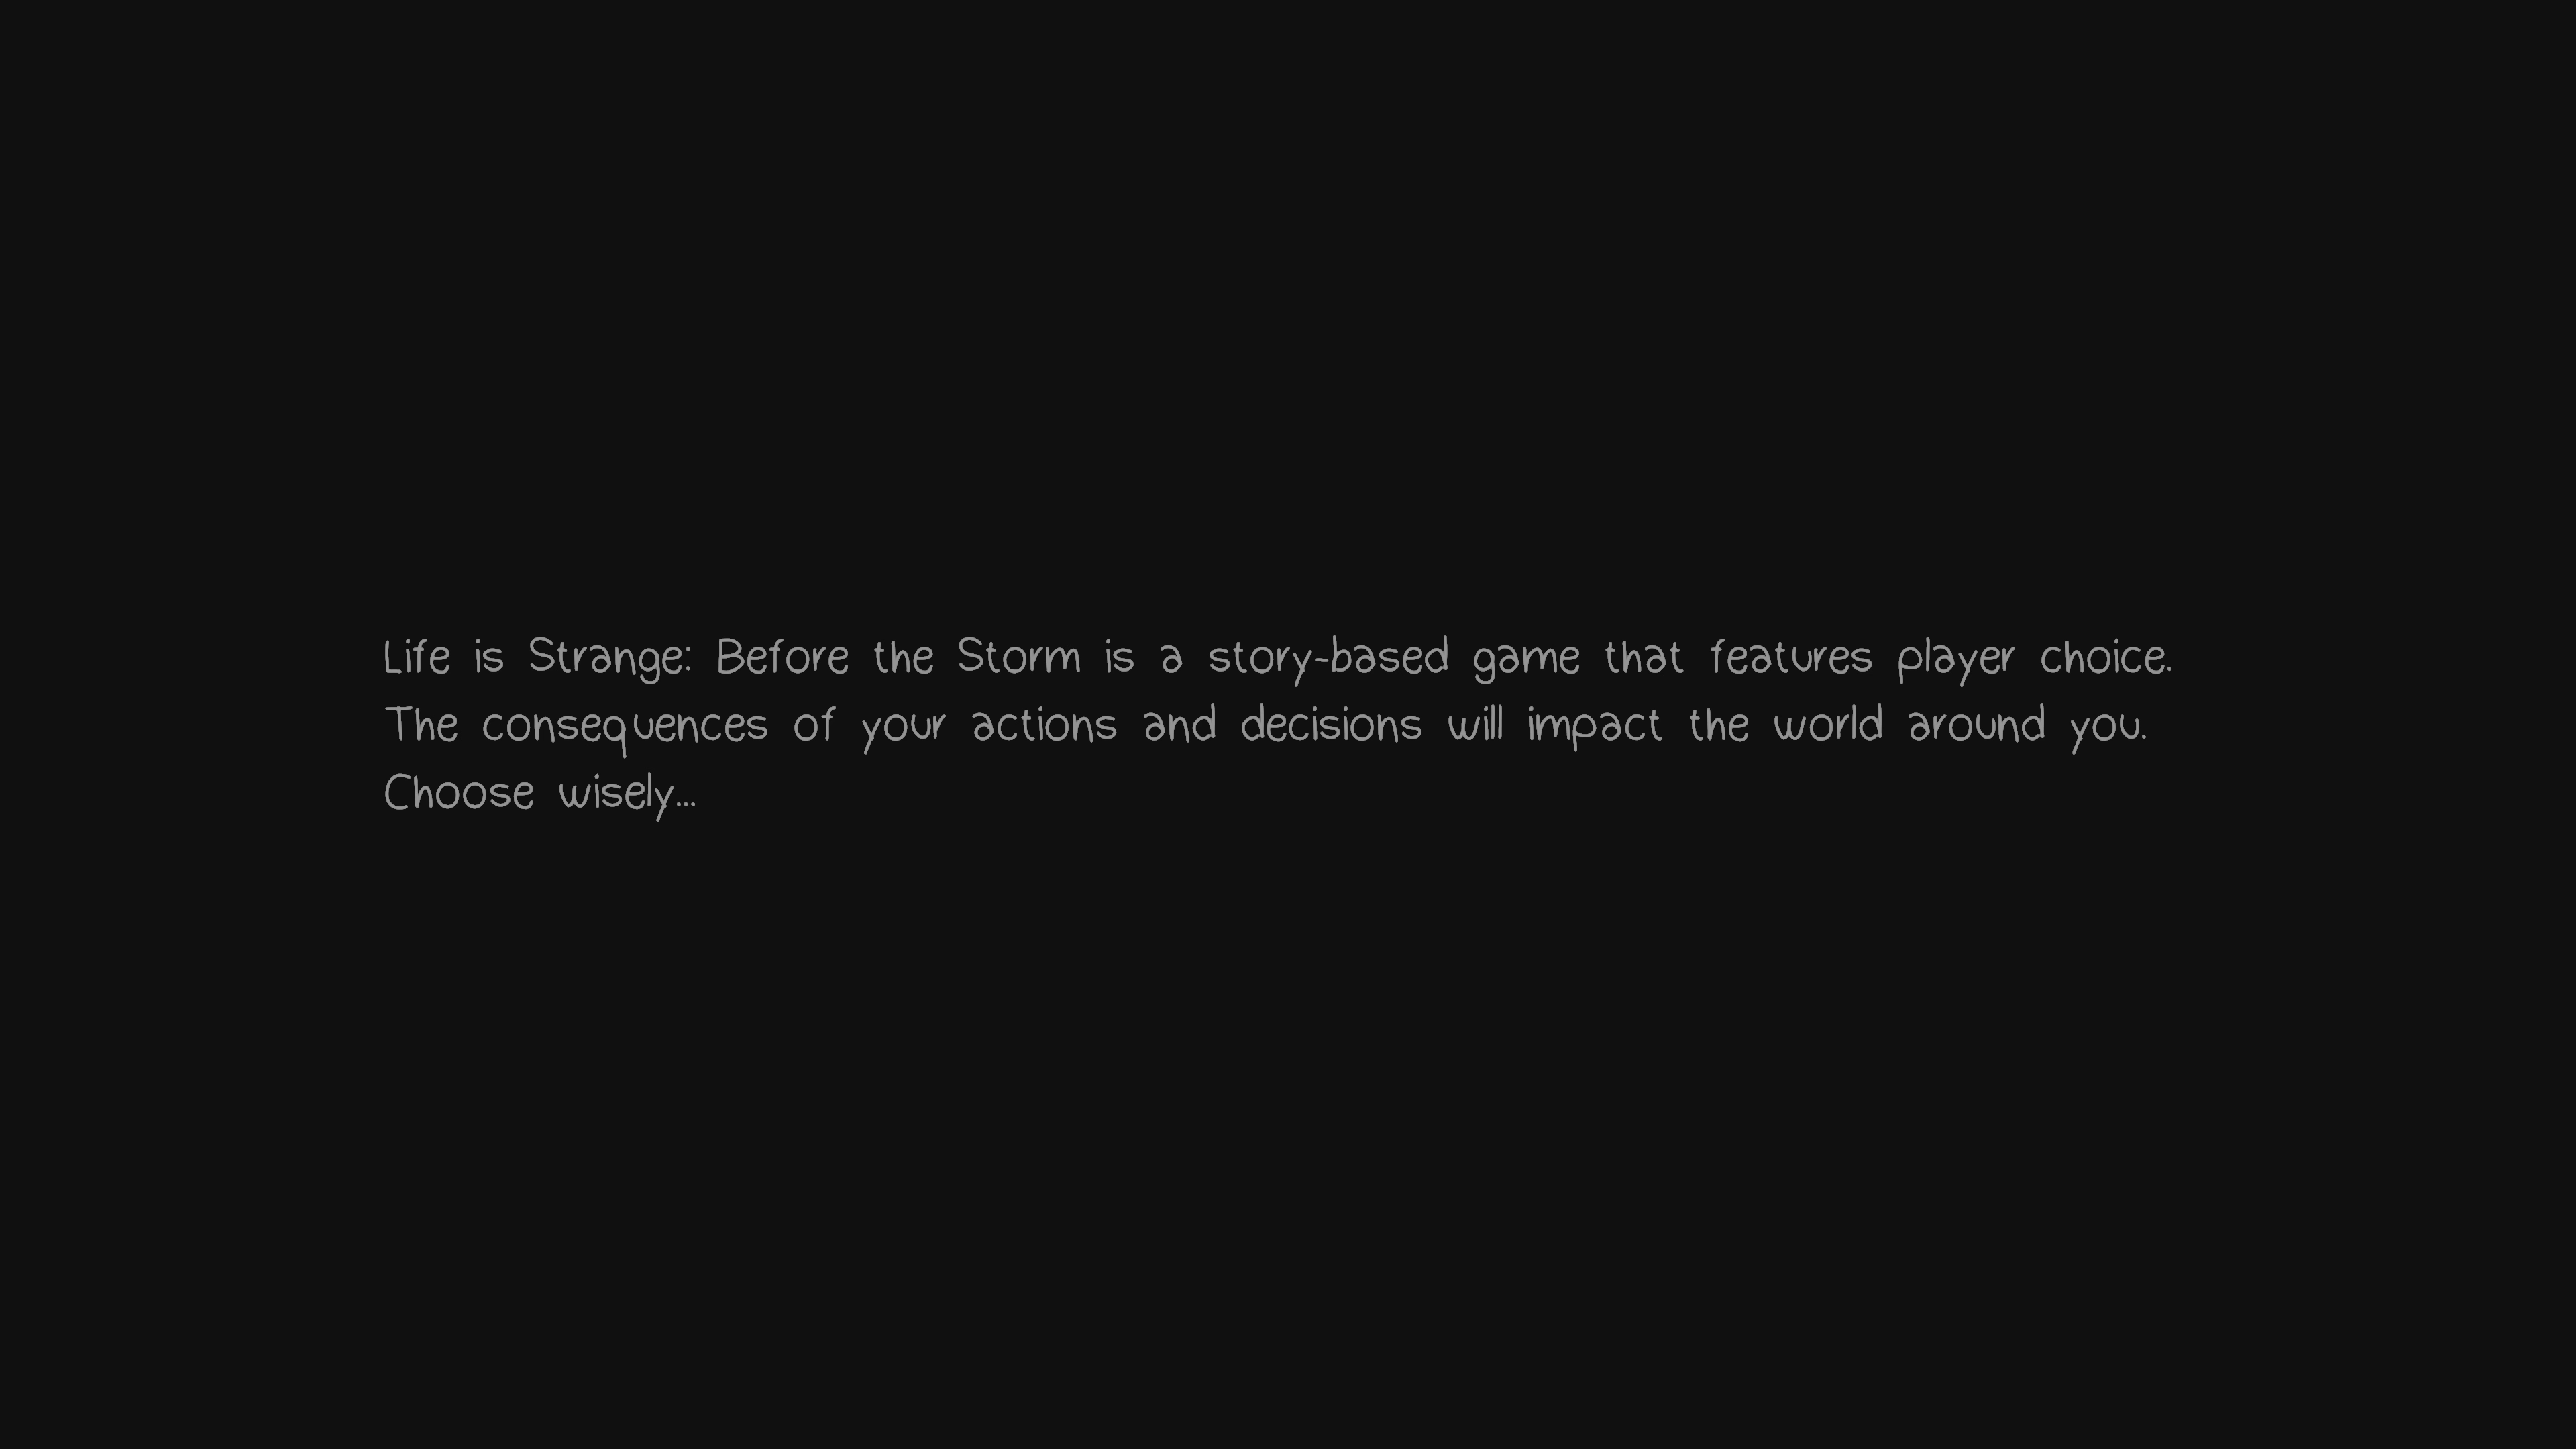 Life is Strange: Before the Storm is a story-based game that features player choice.
The consequences of your actions and decisions will impact the world around you.
Choose wisely...